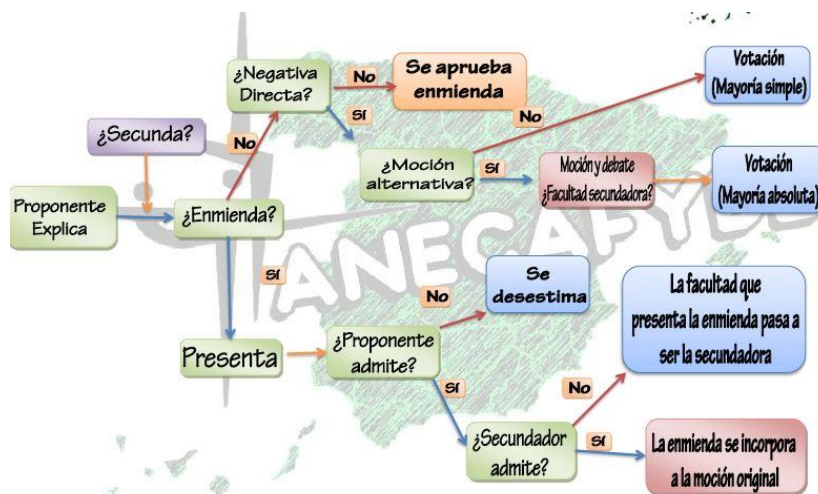 ¿Negativa
Directa?
No
Se aprueba
enmienda
Votación
(Mayoría simple)
¿Secunda?
No
SÍ
No
¿Moción
alternativa?
SÍ
Moción y debate
¿Facultad secundadora?
Votación
(Mayoría absoluta)
Proponente
Explica
¿Enmienda?
ANECAFYDE
SÍ
Se
desestima
No
La facultad que
presenta la enmienda pasa a
ser la secundadora
Presenta
¿Proponente
admite?
SÍ
No
¿Secundador
admite?
SÍ
La enmienda se incorpora
a la moción original